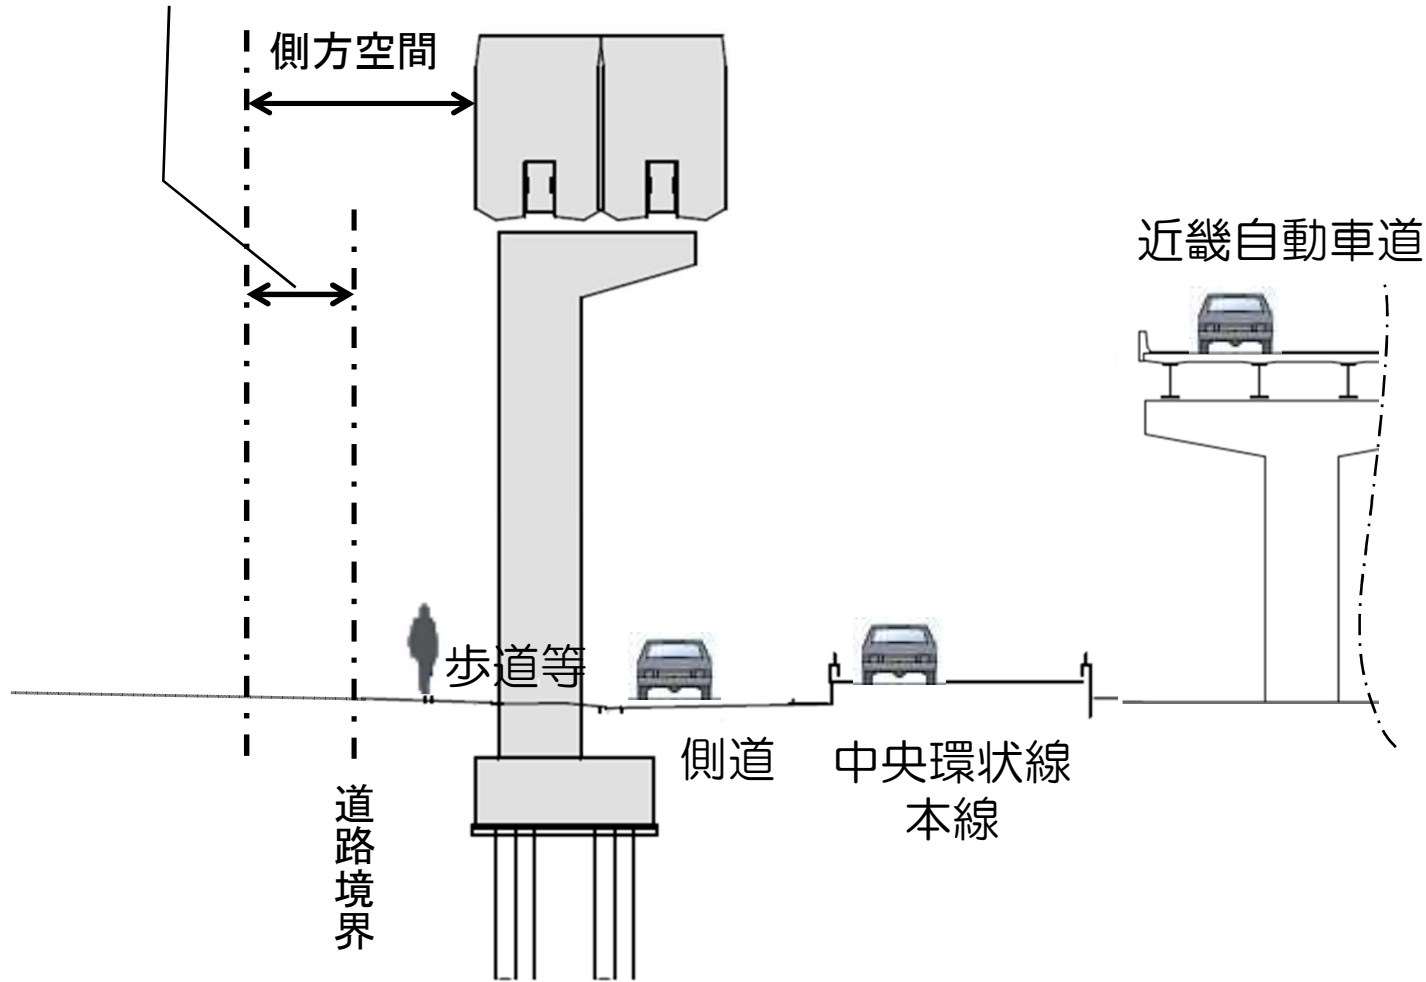 側方空間
近畿自動車道
歩道等
側道
中央環状線
本線
道路境界